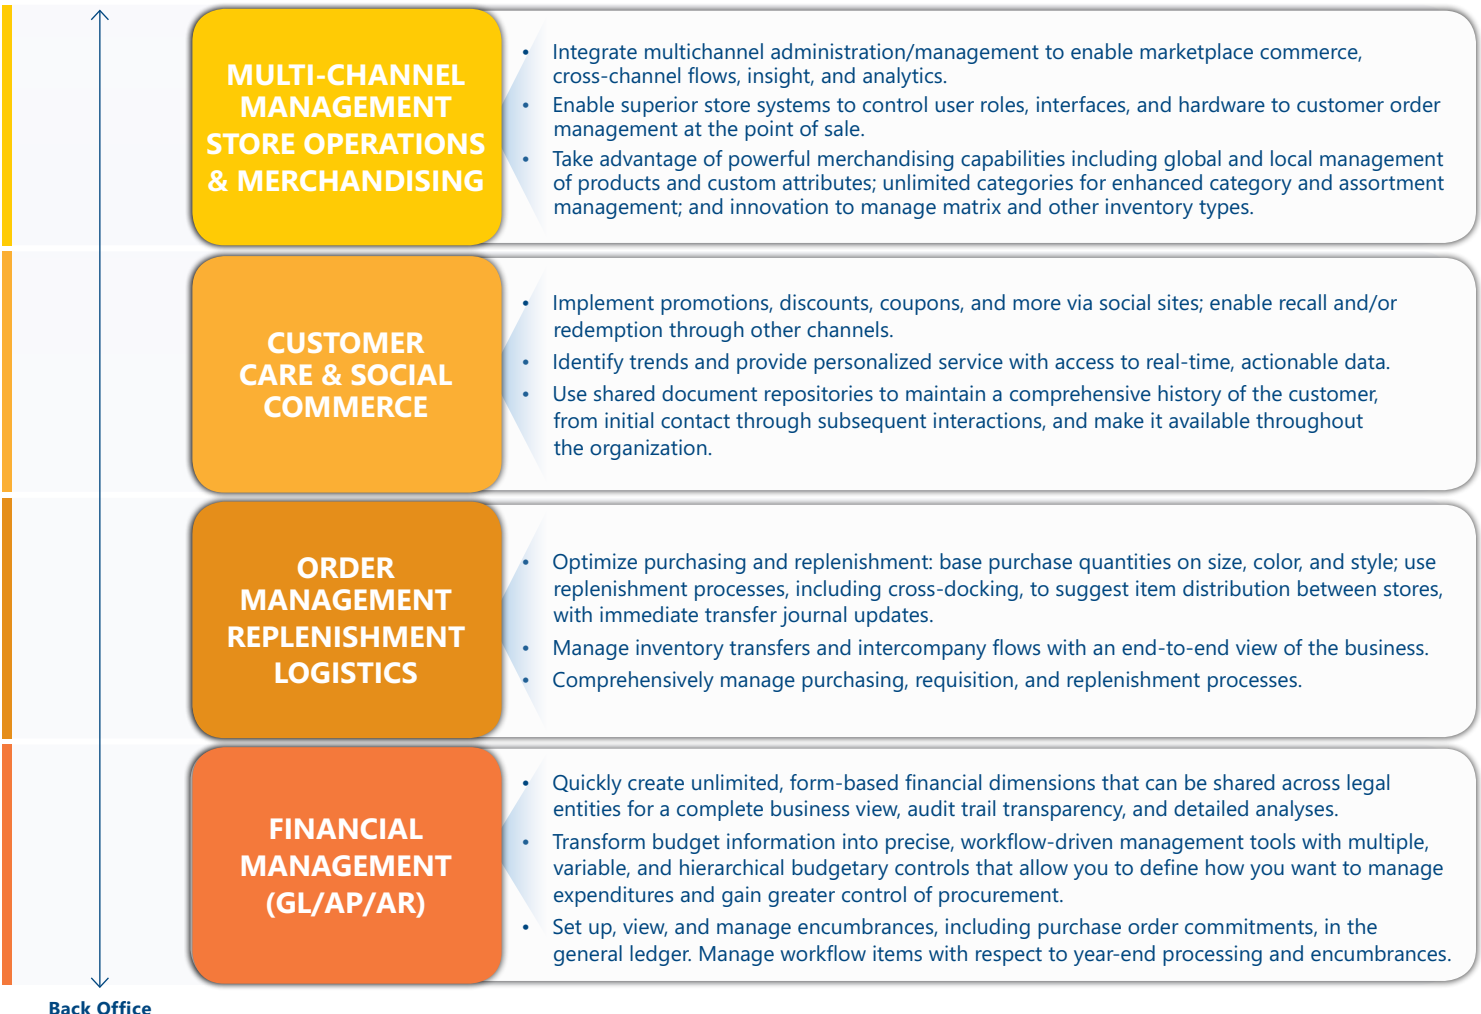 MULTI-CHANNEL
MANAGEMENT
STORE OPERATIONS
& MERCHANDISING
• Integrate multichannel administration/management to enable marketplace commerce,
cross-channel flows, insight, and analytics.
• Enable superior store systems to control user roles, interfaces, and hardware to customer order
management at the point of sale.
• Take advantage of powerful merchandising capabilities including global and local management
of products and custom attributes; unlimited categories for enhanced category and assortment
management; and innovation to manage matrix and other inventory types.
CUSTOMER
CARE & SOCIAL
COMMERCE
• Implement promotions, discounts, coupons, and more via social sites; enable recall and/or
redemption through other channels.
• Identify trends and provide personalized service with access to real-time, actionable data.
• Use shared document repositories to maintain a comprehensive history of the customer,
from initial contact through subsequent interactions, and make it available throughout
the organization.
ORDER
MANAGEMENT
REPLENISHMENT
LOGISTICS
• Optimize purchasing and replenishment: base purchase quantities on size, color, and style; use
replenishment processes, including cross-docking, to suggest item distribution between stores,
with immediate transfer journal updates.
• Manage inventory transfers and intercompany flows with an end-to-end view of the business.
• Comprehensively manage purchasing, requisition, and replenishment processes.
FINANCIAL
MANAGEMENT
(GL/AP/AR)
• Quickly create unlimited, form-based financial dimensions that can be shared across legal
entities for a complete business view, audit trail transparency, and detailed analyses.
• Transform budget information into precise, workflow-driven management tools with multiple,
variable, and hierarchical budgetary controls that allow you to define how you want to manage
expenditures and gain greater control of procurement.
• Set up, view, and manage encumbrances, including purchase order commitments, in the
general ledger. Manage workflow items with respect to year-end processing and encumbrances.
Back Office